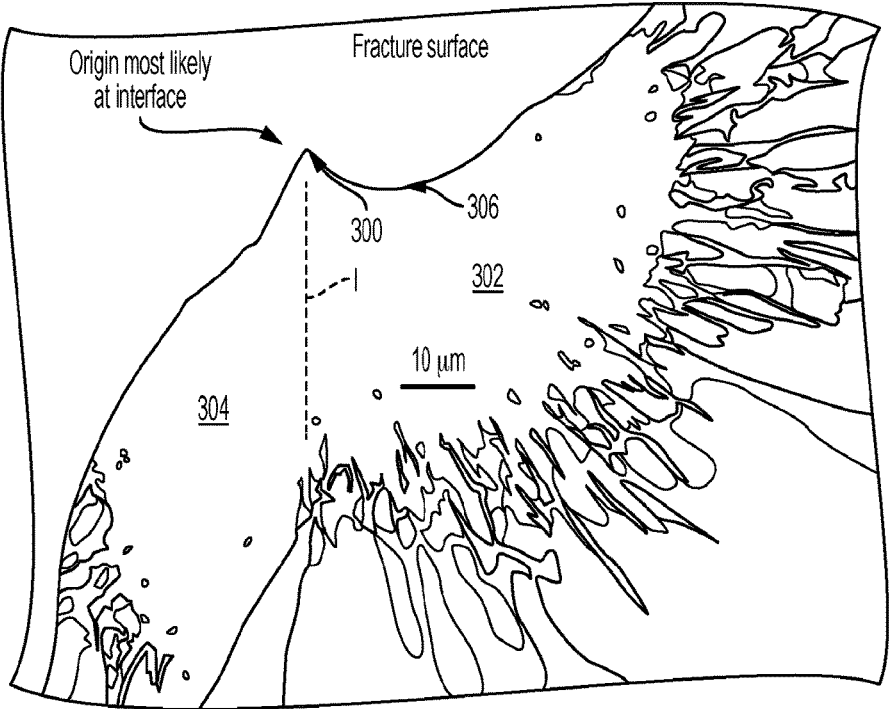 Fracture surface
Origin most likely
at interface
306
300
I
302
10 μm
304